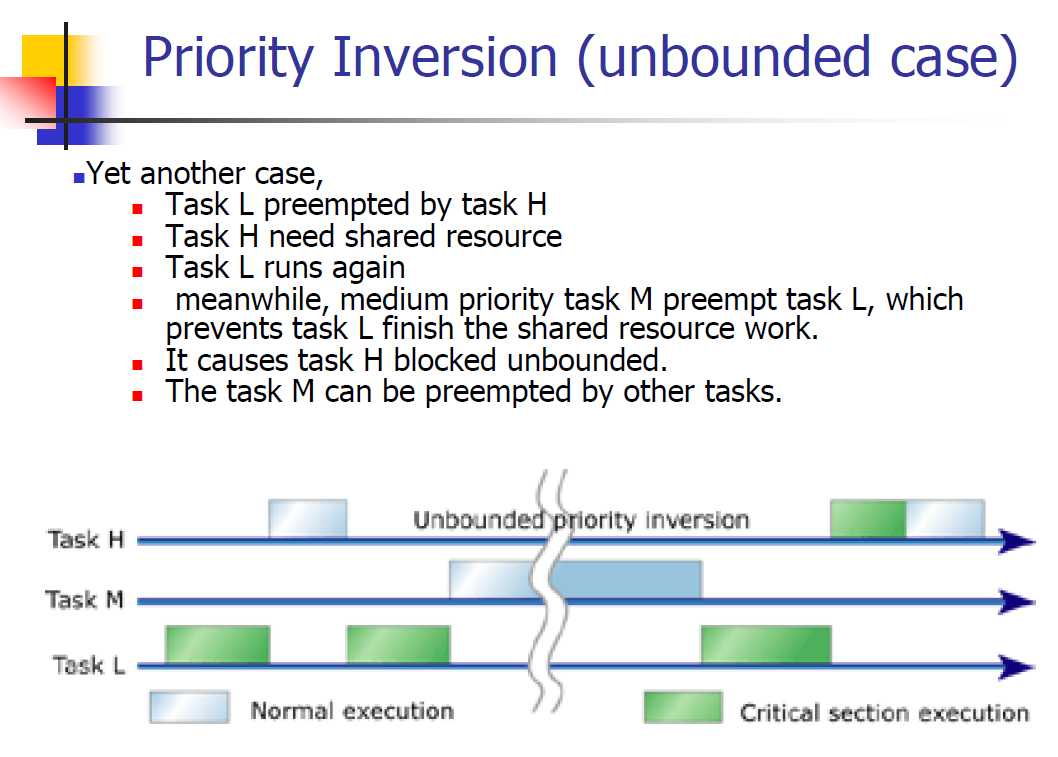 Priority Inversion (unbounded case)
Yet another case,
Task L preempted by task H
Task H need shared resource
Task L runs again
meanwhile, medium priority task M preempt task L, which
prevents task L finish the shared resource work.
It causes task H blocked unbounded.
The task M can be preempted by other tasks.
Unbounded priority inversion
Task H
Task M
Task L
Normal execution
Critical section execution